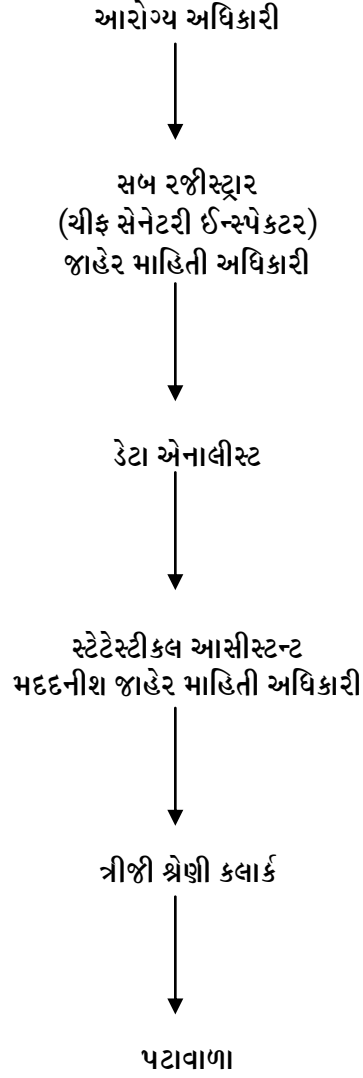 આરોગ્ય અધિકારી
સબ રજીસ્ટ્રાર
(ચીફ સેનેટરી ઈન્સ્પેકટર)
જાહેર માહિતી અધિકારી
ડેટા એનાલીસ્ટ
સ્ટેટેસ્ટીકલ આસીસ્ટન્ટ
મદદનીશ જાહેર માહિતી અધિકારી
ત્રીજી શ્રેણી કલાર્ક
પટાવાળા